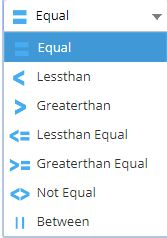 = Equal
= Equal
< Lessthan
> Greaterthan
<= Lessthan Equal
>= Greaterthan Equal
<> Not Equal
|| Between